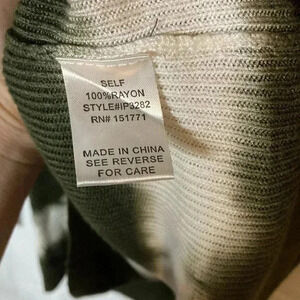 SELF
100%RAYON
STYLE#IP3282
RN# 151771
MADE IN CHINA
SEE REVERSE
FOR CARE